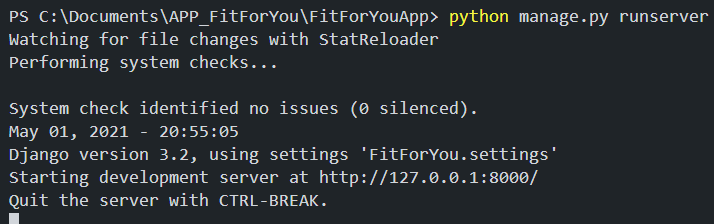 PS C:\Documents\APP_FitForYou\FitForYouApp> python manage.py runserver
Watching for file changes with StatReloader
Performing system checks...
System check identified no issues (0 silenced).
May 01, 2021 - 20:55:05
Django version 3.2, using settings 'FitForYou.settings'
Starting development server at http://127.0.0.1:8000/
Quit the server with CTRL-BREAK.